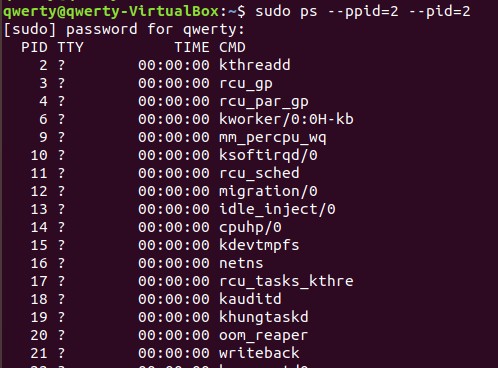 qwerty@qwerty-VirtualBox:~$ sudo ps --ppid=2 --pid=2
[sudo] password for qwerty:
PID TTY TIME CMD
2 ? 00:00:00 kthreadd
3 ? 00:00:00 rcu_gp
4 ? 00:00:00 rcu_par_gp
6 ? 00:00:00 kworker/0:0H-kb
9 ? 00:00:00 mm_percpu_wq
10 ? 00:00:00 ksoftirqd/0
11 ? 00:00:00 rcu_sched
12 ? 00:00:00 migration/0
13 ? 00:00:00 idle_inject/0
14 ? 00:00:00 cpuhp/0
15 ? 00:00:00 kdevtmpfs
16 ? 00:00:00 netns
17 ? 00:00:00 rcu_tasks_kthre
18 ? 00:00:00 kauditd
19 ? 00:00:00 khungtaskd
20 ? 00:00:00 oom_reaper
21 ? 00:00:00 writeback